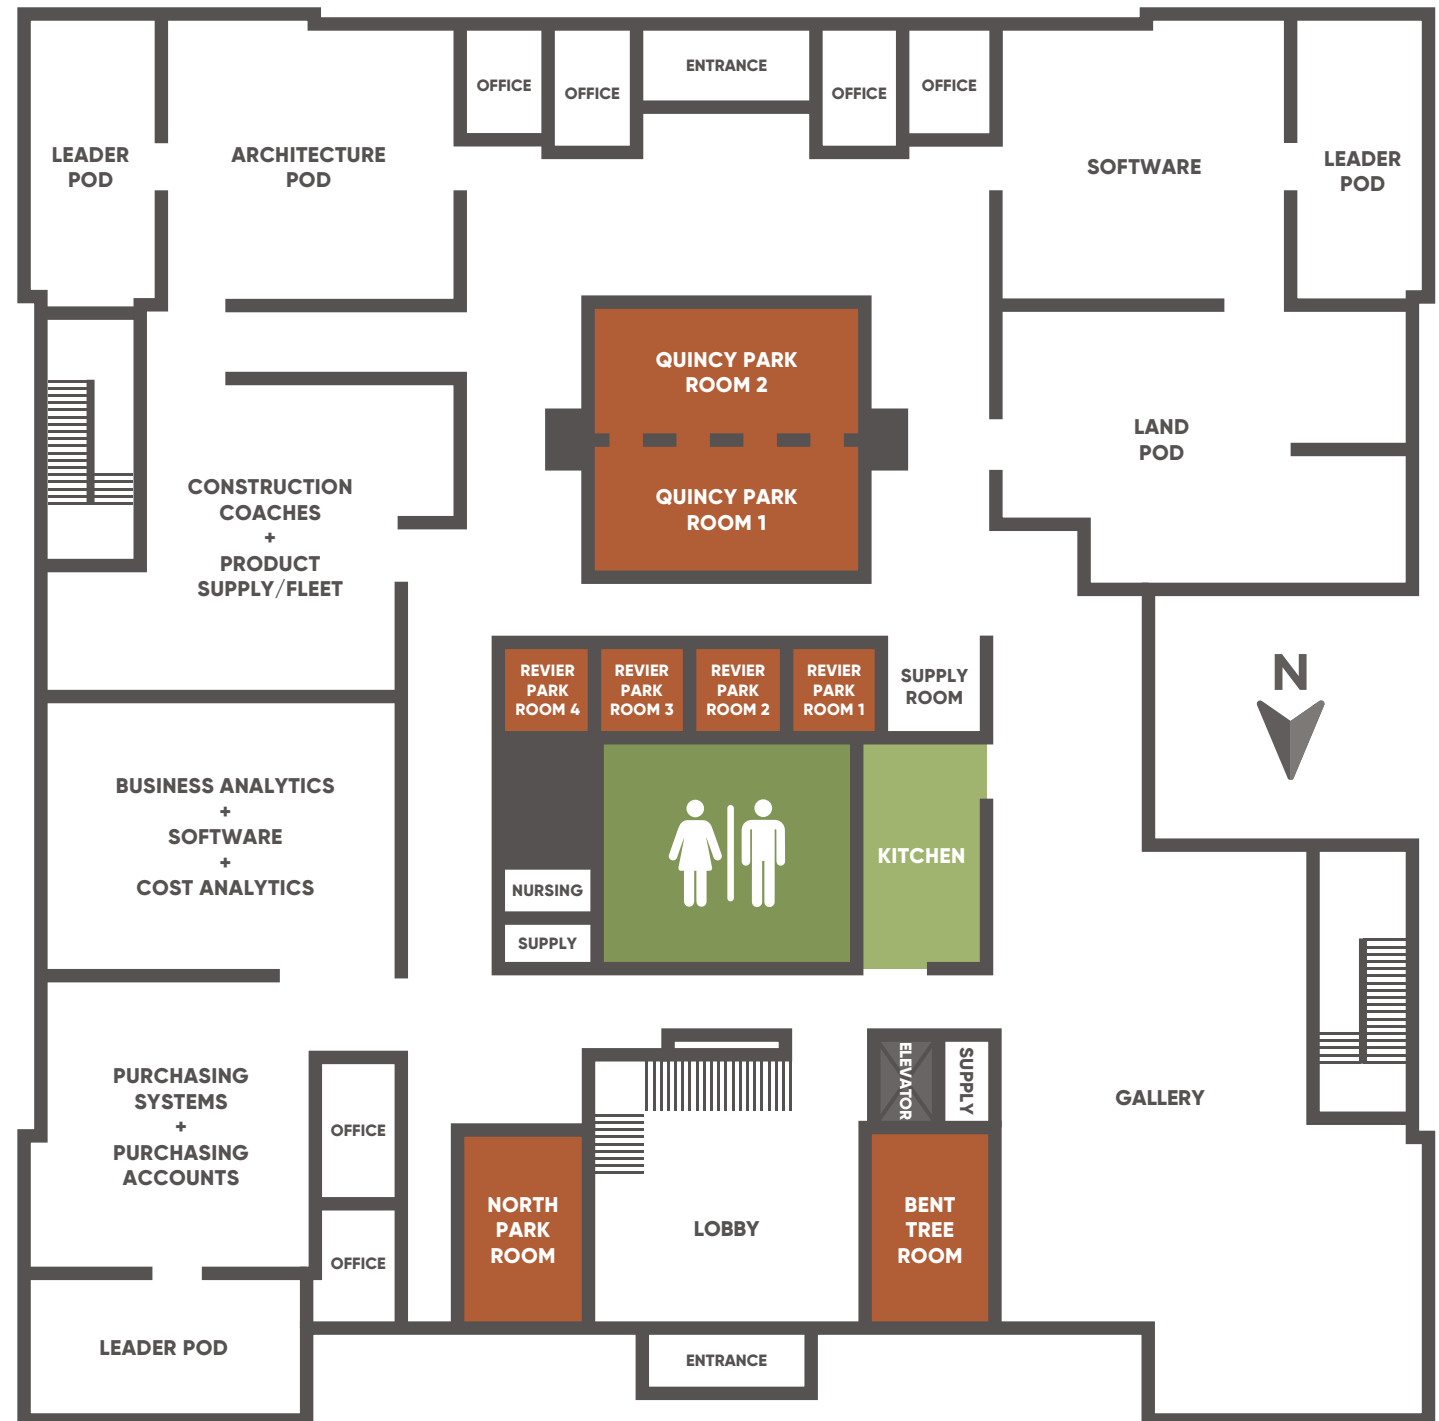 ENTRANCE
OFFICE
OFFICE
OFFICE
OFFICE
LEADER
POD
ARCHITECTURE
POD
SOFTWARE
LEADER
POD
QUINCY PARK
ROOM 2
LAND
POD
CONSTRUCTION
COACHES
+
PRODUCT
SUPPLY/FLEET
QUINCY PARK
ROOM 1
REVIER
PARK
ROOM 4
REVIER
PARK
ROOM 3
REVIER
PARK
ROOM 2
REVIER
PARK
ROOM 1
SUPPLY
ROOM
N
BUSINESS ANALYTICS
+
SOFTWARE
+
COST ANALYTICS
KITCHEN
NURSING
SUPPLY
PURCHASING
SYSTEMS
+
PURCHASING
ACCOUNTS
OFFICE
ELEVATOR
SUPPLY
GALLERY
NORTH
PARK
ROOM
LOBBY
BENT
TREE
ROOM
OFFICE
LEADER POD
ENTRANCE